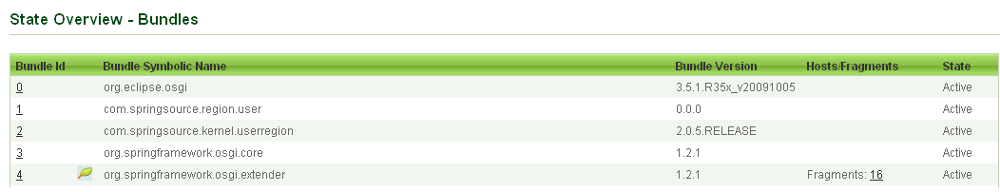 State Overview - Bundles
Bundle Id Bundle Symbolic Name Bundle Version Hosts/Fragments State
0 org.eclipse.osgi 3.5.1.R35x_v20091005 Active
1 com.springsource.region.user 0.0.0 Active
2 com.springsource.kernel.userregion 2.0.5.RELEASE Active
3 org.springframework.osgi.core 1.2.1 Active
4 org.springframework.osgi.extender 1.2.1 Fragments: 16 Active